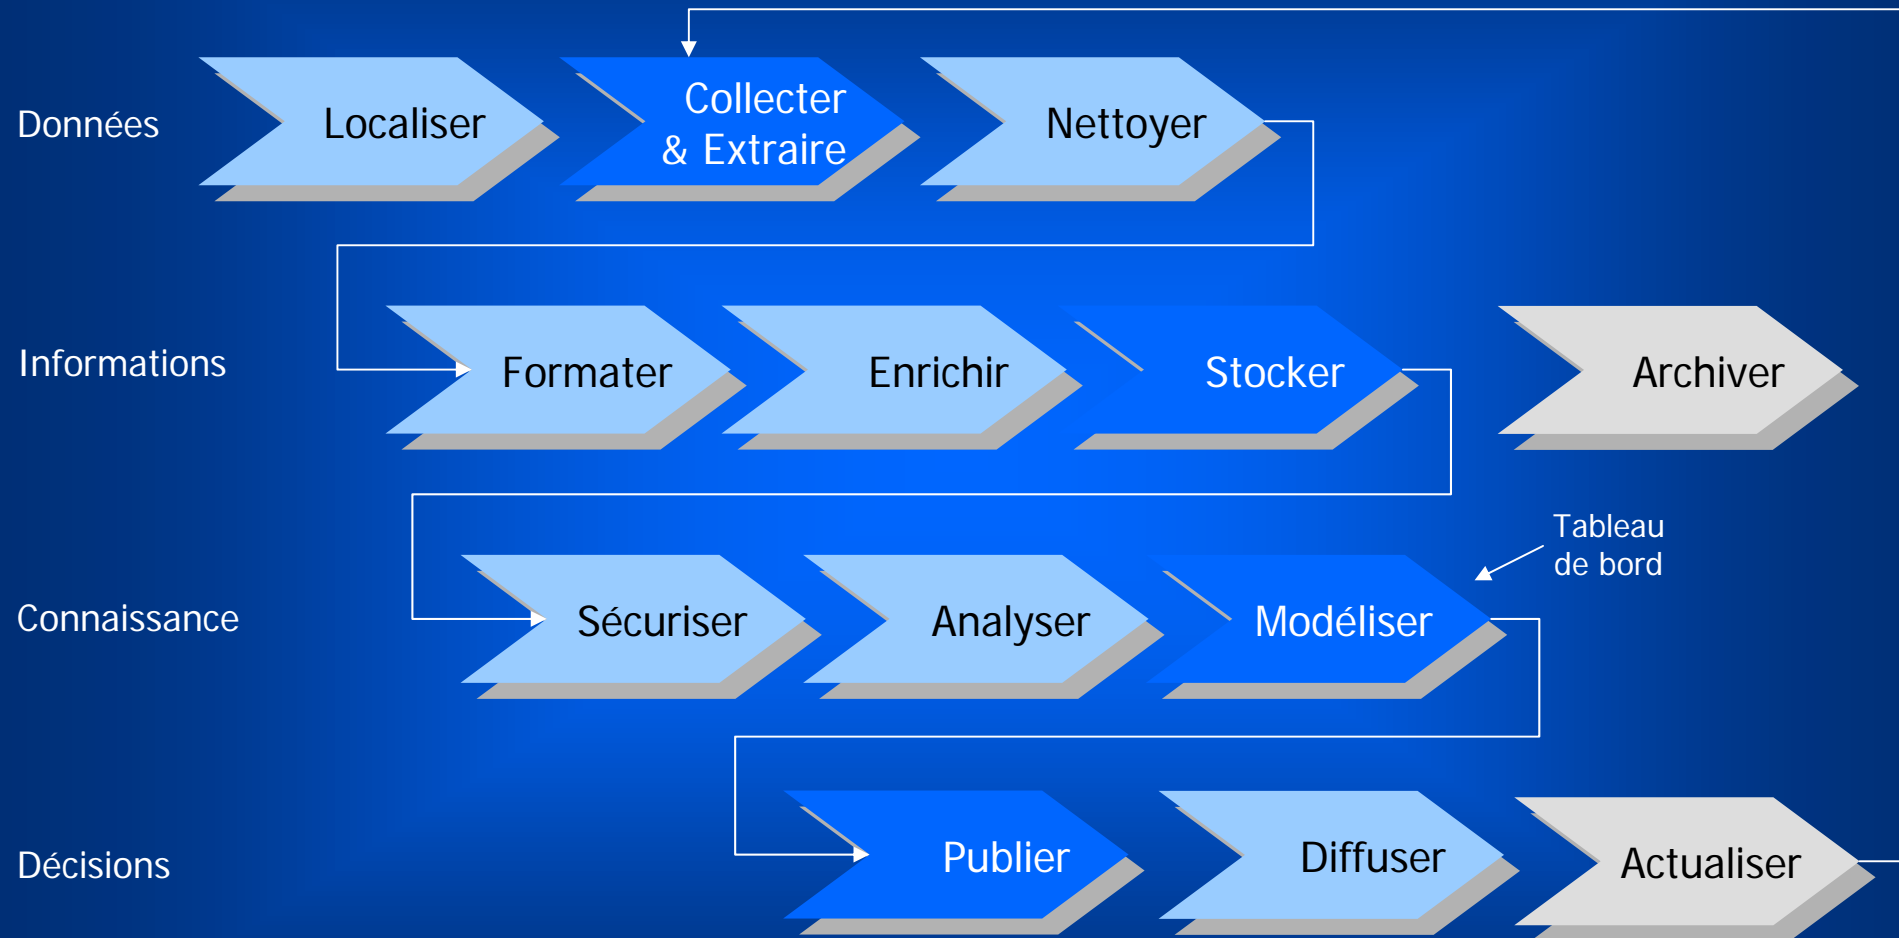 Données
Localiser
Collecter
& Extraire
Nettoyer
Informations
Formater
Enrichir
Stocker
Archiver
Tableau
de bord
Connaissance
Sécuriser
Analyser
Modéliser
Décisions
Publier
Diffuser
Actualiser